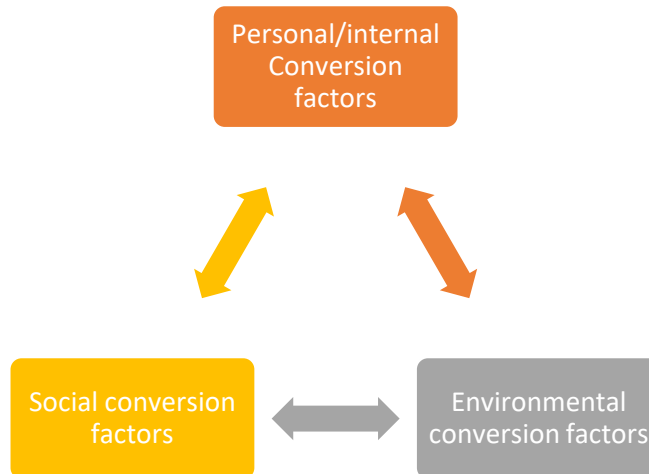 Personal/internal
Conversion
factors
Social conversion
factors
Environmental
conversion factors